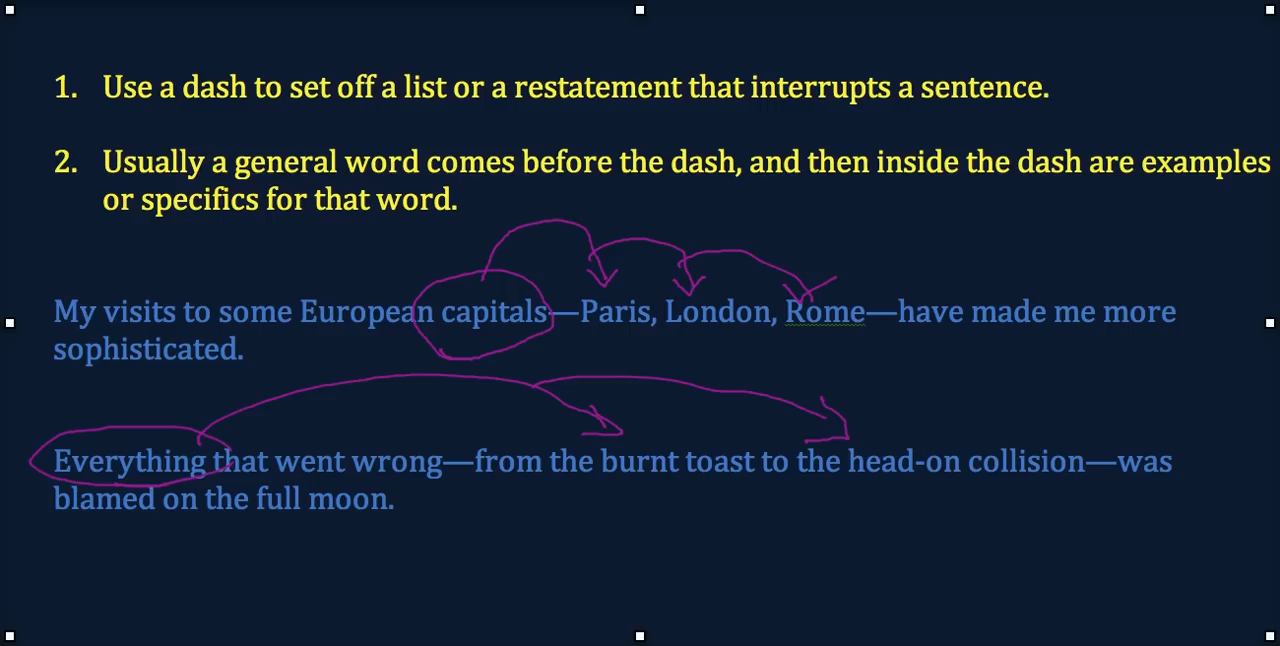 1. Use a dash to set off a list or a restatement that interrupts a sentence.
2. Usually a general word comes before the dash, and then inside the dash are examples
or specifics for that word.
My visits to some European capitals—Paris, London, Rome—have made me more
sophisticated.
Everything that went wrong—from the burnt toast to the head-on collision—was
blamed on the full moon.